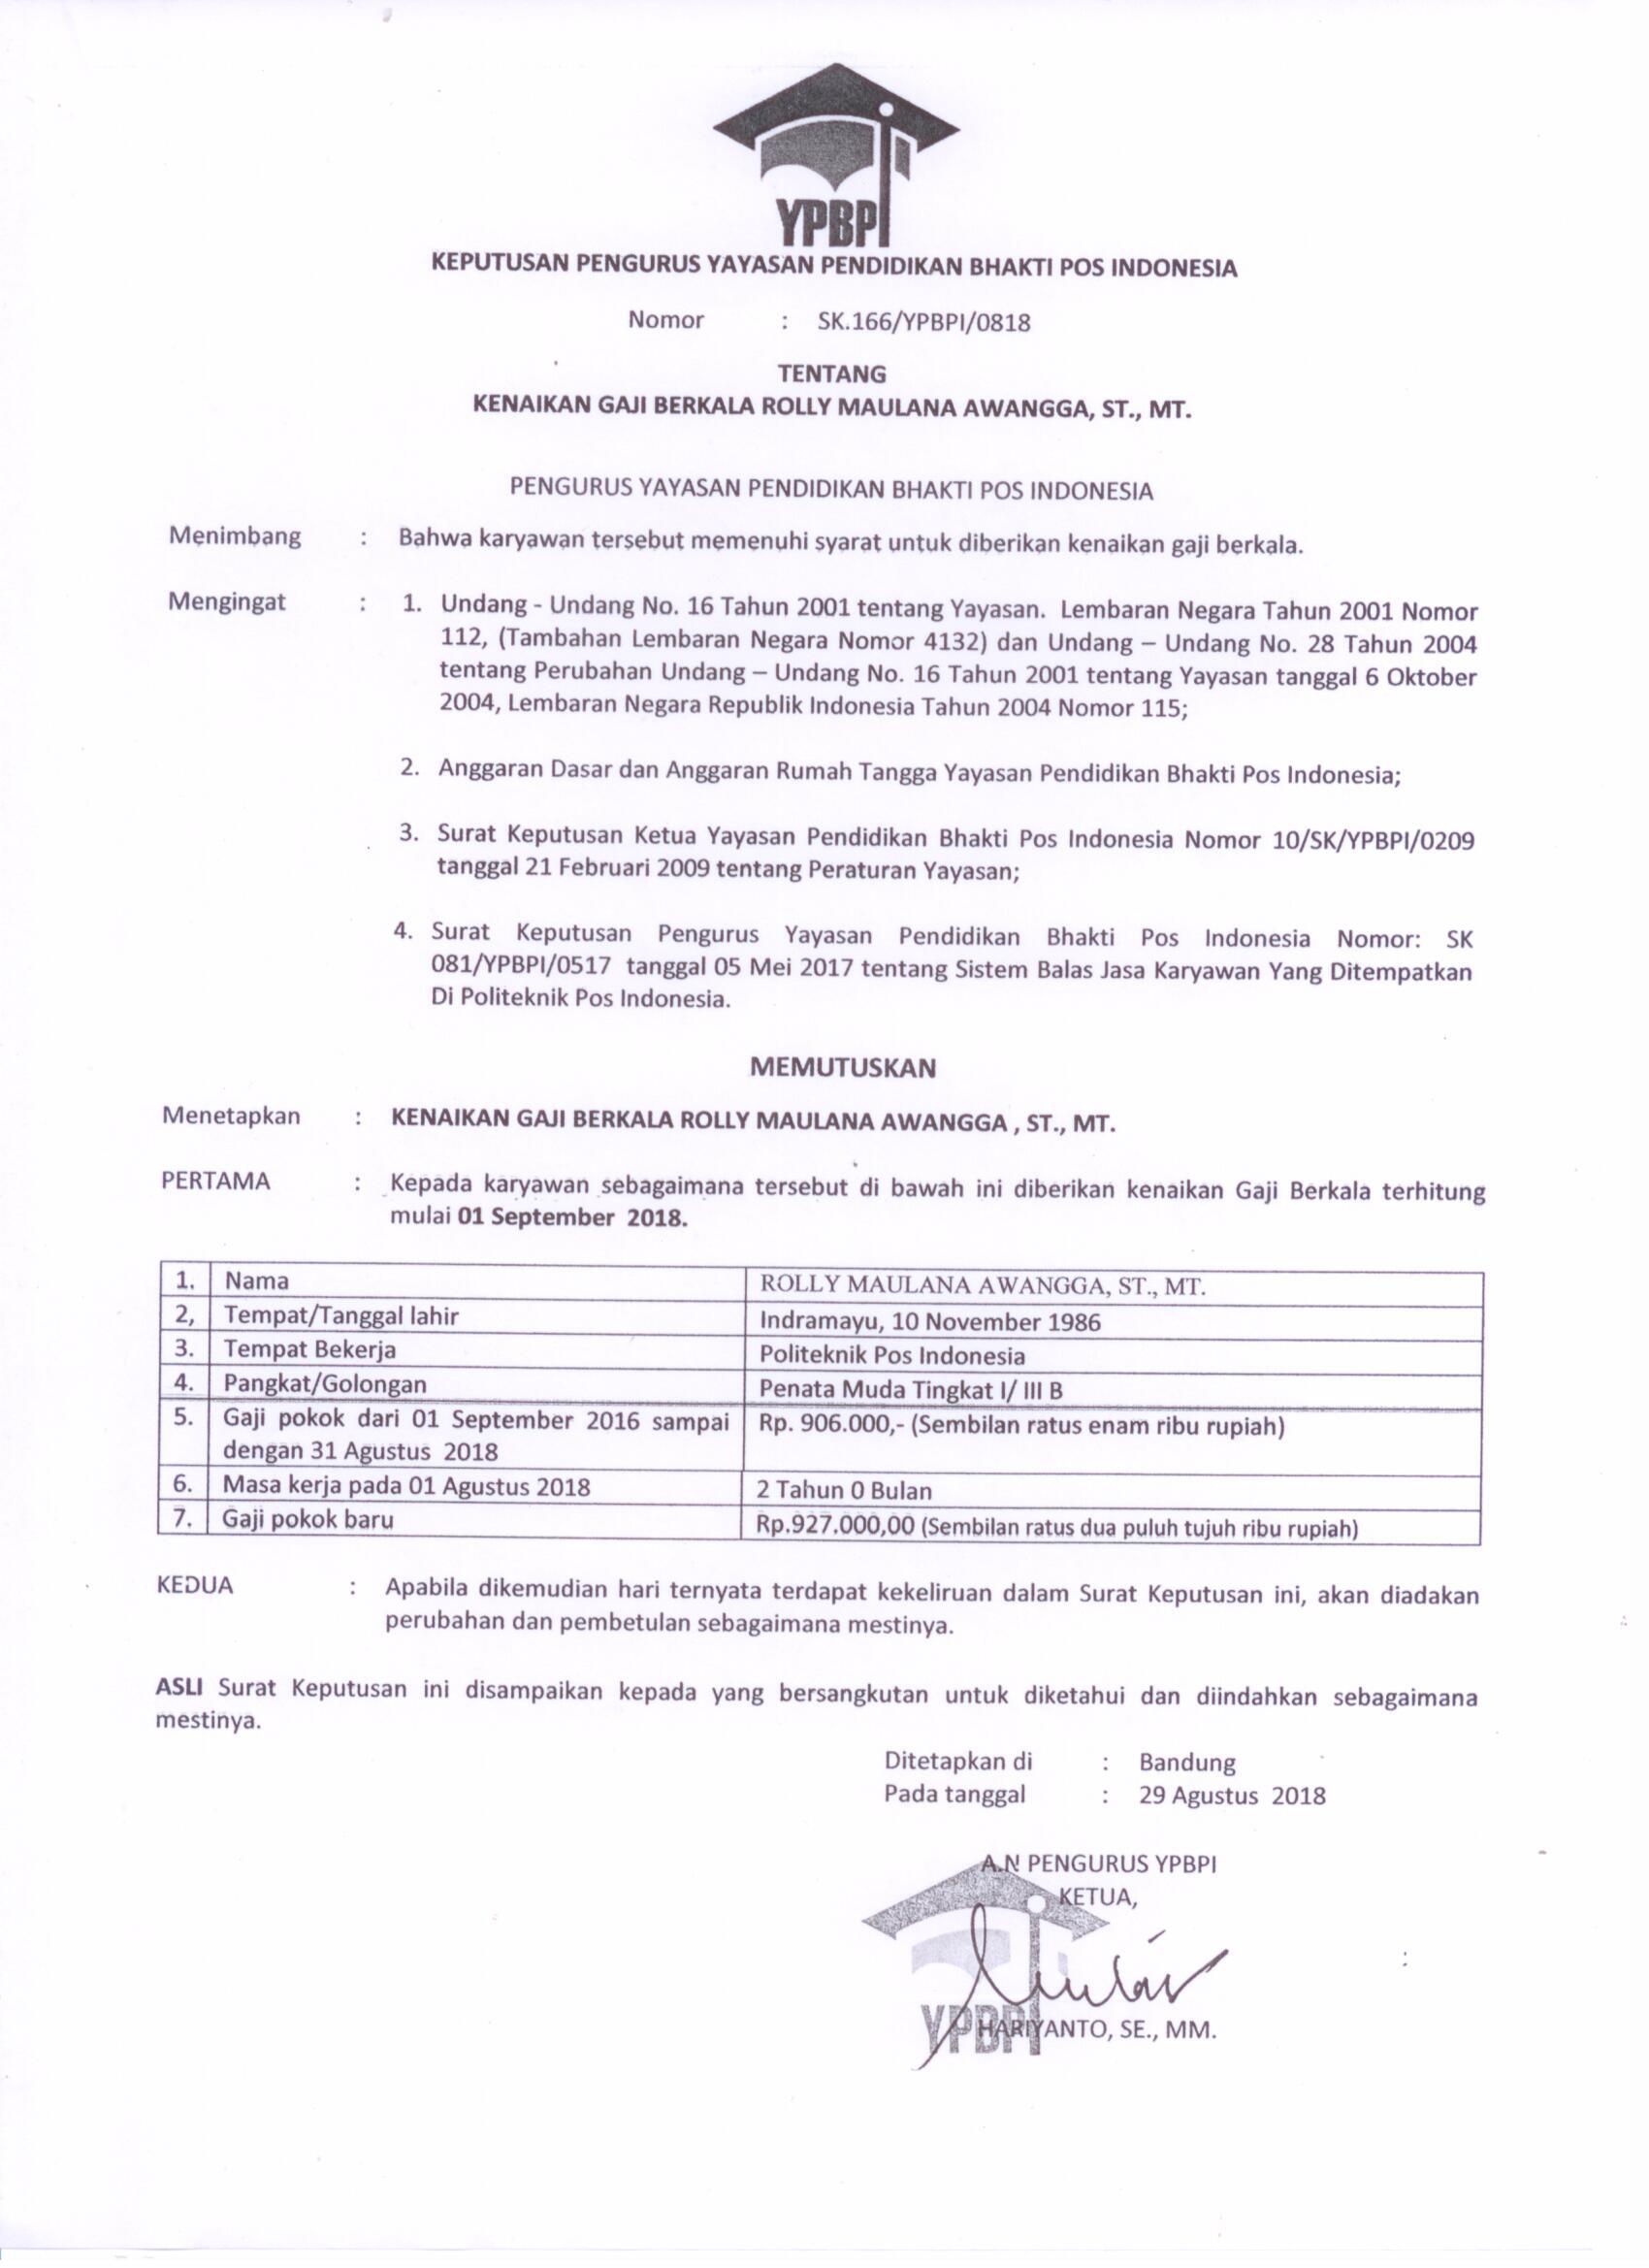 YPBPI
KEPUTUSAN PENGURUS YAYASAN PENDIDIKAN BHAKTI POS INDONESIA
Nomor : SK.166/YPBPI/0818
TENTANG
KENAIKAN GAJI BERKALA ROLLY MAULANA AWANGGA, ST., MT.
PENGURUS YAYASAN PENDIDIKAN BHAKTI POS INDONESIA
Menimbang : Bahwa karyawan tersebut memenuhi syarat untuk diberikan kenaikan gaji berkala.
Mengingat : 1. Undang - Undang No. 16 Tahun 2001 tentang Yayasan. Lembaran Negara Tahun 2001 Nomor
112, (Tambahan Lembaran Negara Nomor 4132) dan Undang – Undang No. 28 Tahun 2004
tentang Perubahan Undang – Undang No. 16 Tahun 2001 tentang Yayasan tanggal 6 Oktober
2004, Lembaran Negara Republik Indonesia Tahun 2004 Nomor 115;
2. Anggaran Dasar dan Anggaran Rumah Tangga Yayasan Pendidikan Bhakti Pos Indonesia;
3. Surat Keputusan Ketua Yayasan Pendidikan Bhakti Pos Indonesia Nomor 10/SK/YPBPI/0209
tanggal 21 Februari 2009 tentang Peraturan Yayasan;
4. Surat Keputusan Pengurus Yayasan Pendidikan Bhakti Pos Indonesia Nomor: SK
081/YPBPI/0517 tanggal 05 Mei 2017 tentang Sistem Balas Jasa Karyawan Yang Ditempatkan
Di Politeknik Pos Indonesia.
MEMUTUSKAN
Menetapkan : KENAIKAN GAJI BERKALA ROLLY MAULANA AWANGGA , ST., MT.
PERTAMA : Kepada karyawan sebagaimana tersebut di bawah ini diberikan kenaikan Gaji Berkala terhitung
mulai 01 September 2018.
1. Nama ROLLY MAULANA AWANGGA, ST., MT.
2, Tempat/Tanggal lahir Indramayu, 10 November 1986
3. Tempat Bekerja Politeknik Pos Indonesia
4. Pangkat/Golongan Penata Muda Tingkat I/ III B
5. Gaji pokok dari 01 September 2016 sampai Rp. 906.000,- (Sembilan ratus enam ribu rupiah)
dengan 31 Agustus 2018
6. Masa kerja pada 01 Agustus 2018 2 Tahun 0 Bulan
7. Gaji pokok baru Rp.927.000,00 (Sembilan ratus dua puluh tujuh ribu rupiah)
KEDUA : Apabila dikemudian hari ternyata terdapat kekeliruan dalam Surat Keputusan ini, akan diadakan
perubahan dan pembetulan sebagaimana mestinya.
ASLI Surat Keputusan ini disampaikan kepada yang bersangkutan untuk diketahui dan diindahkan sebagaimana
mestinya.
Ditetapkan di : Bandung
Pada tanggal : 29 Agustus 2018
A.N PENGURUS YPBPI
KETUA,
YPBPI
HARIYANTO, SE., MM.